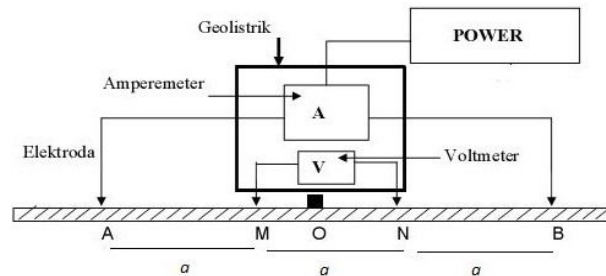 Geolistrik
POWER
Amperemeter
A
Elektroda
V
Voltmeter
A M O N B
a a a